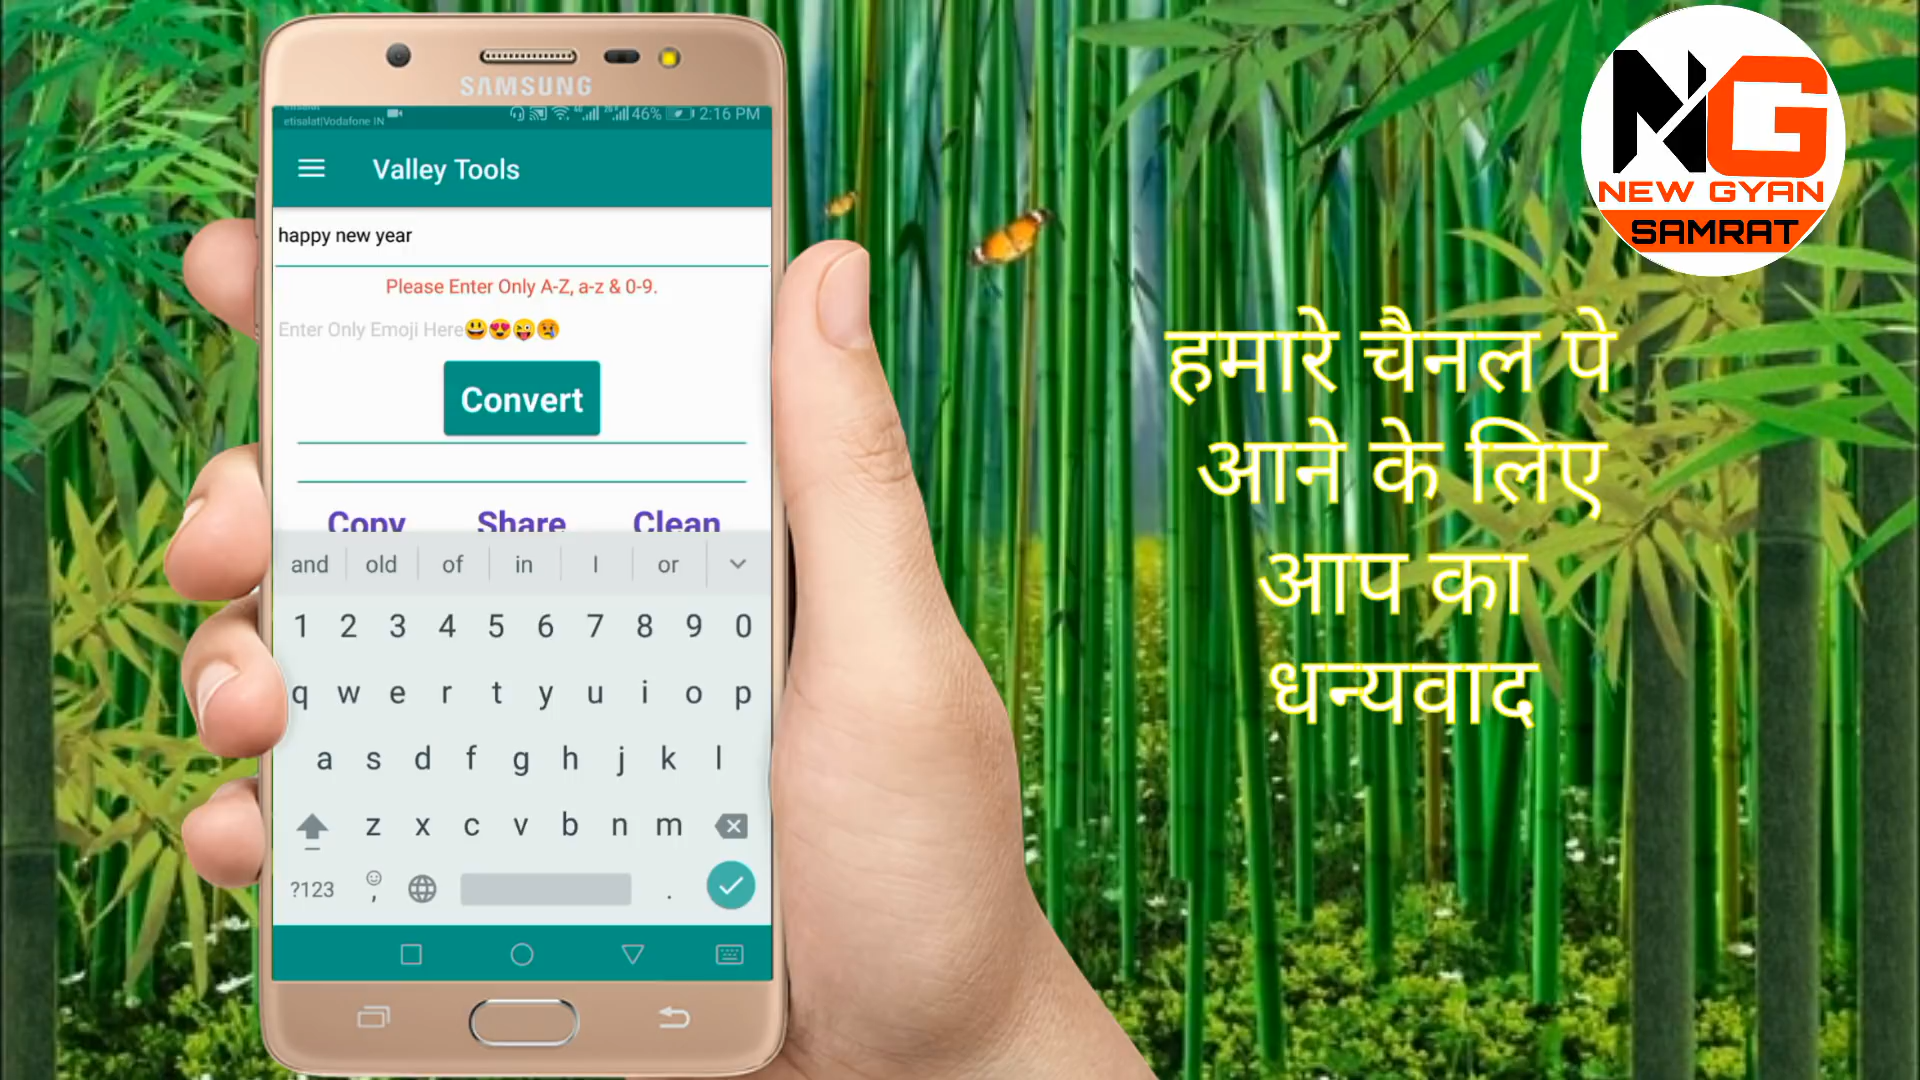 SAMSUNG
etisalat|Vodafone IN
46% 2:16 PM
Valley Tools
happy new year
Please Enter Only A-Z, a-z & 0-9.
Enter Only Emoji Here😃😍😜😢
Convert
Copy Share Clean
and old of in I or
1 2 3 4 5 6 7 8 9 0
q w e r t y u i o p
a s d f g h j k l
z x c v b n m
?123 , .
NG
NEW GYAN
SAMRAT
हमारे चैनल पे
आने के लिए
आप का
धन्यवाद